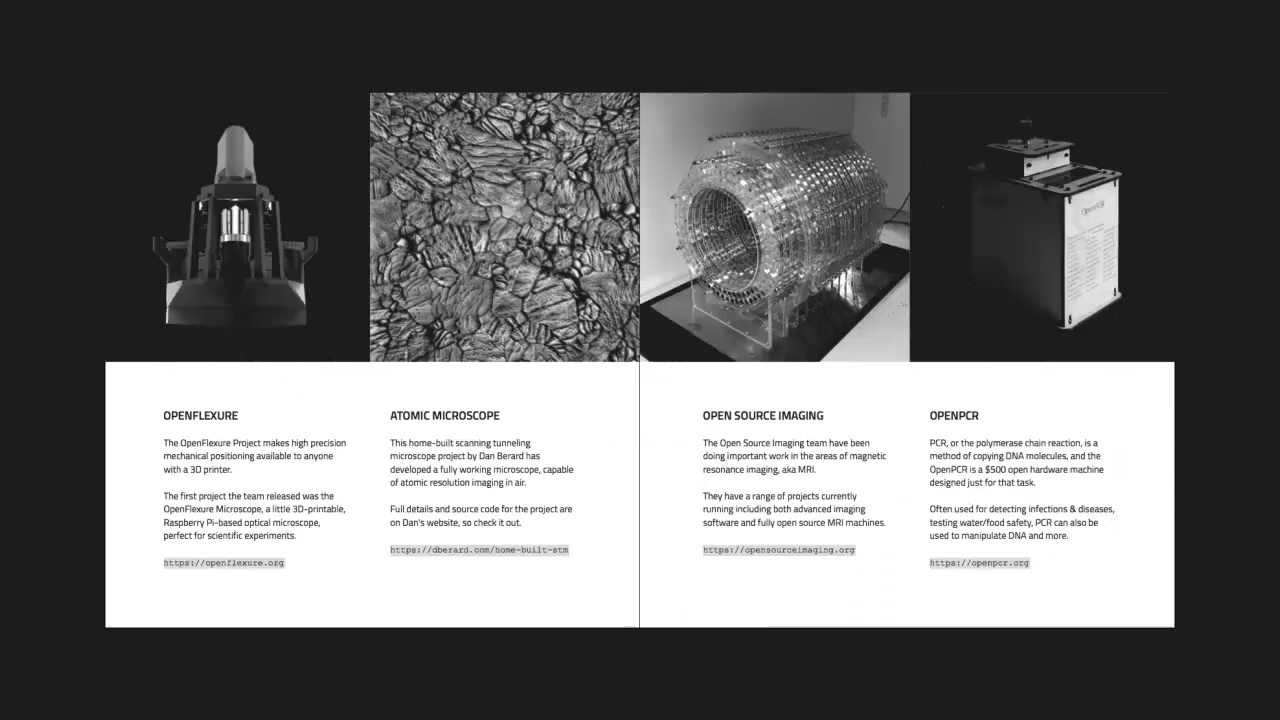 OpenPCR
OPENFLEXURE
The OpenFlexure Project makes high precision
mechanical positioning available to anyone
with a 3D printer.
The first project the team released was the
OpenFlexure Microscope, a little 3D-printable,
Raspberry Pi-based optical microscope,
perfect for scientific experiments.
https://openflexure.org
ATOMIC MICROSCOPE
This home-built scanning tunneling
microscope project by Dan Berard has
developed a fully working microscope, capable
of atomic resolution imaging in air.
Full details and source code for the project are
on Dan's website, so check it out.
https://dberard.com/home-built-stm
OPEN SOURCE IMAGING
The Open Source Imaging team have been
doing important work in the areas of magnetic
resonance imaging, aka MRI.
They have a range of projects currently
running including both advanced imaging
software and fully open source MRI machines.
https://opensourceimaging.org
OPENPCR
PCR, or the polymerase chain reaction, is a
method of copying DNA molecules, and the
OpenPCR is a $500 open hardware machine
designed just for that task.
Often used for detecting infections & diseases,
testing water/food safety, PCR can also be
used to manipulate DNA and more.
https://openpcr.org